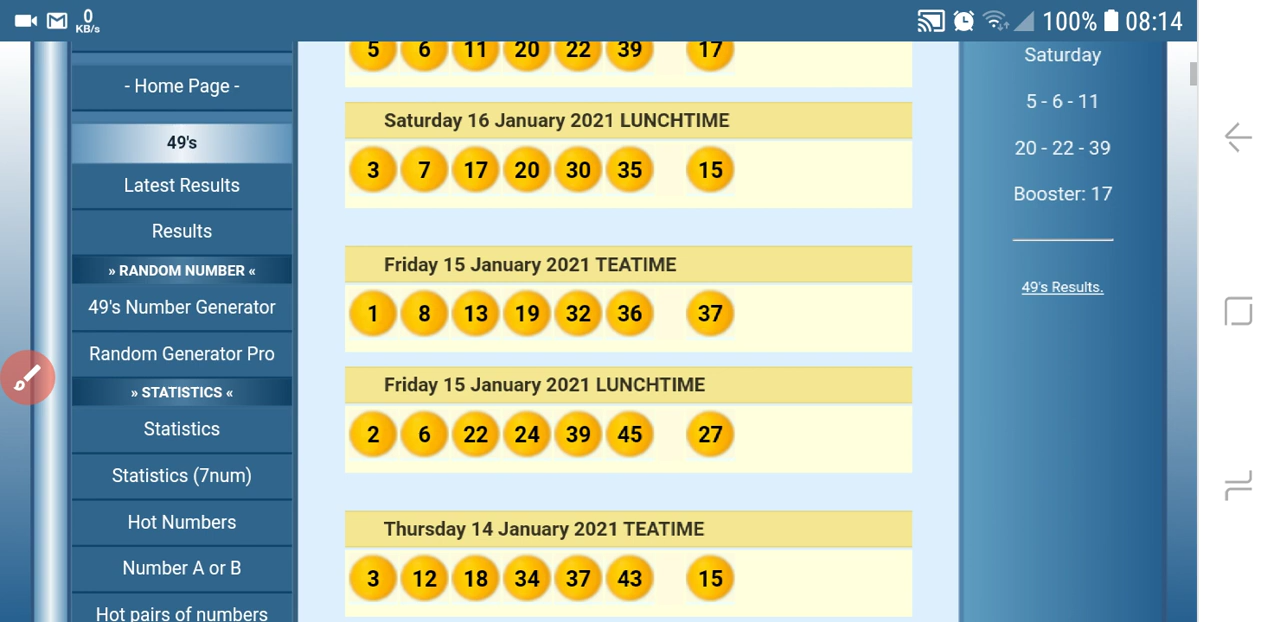 0
KB/s
100% 08:14
- Home Page -
49's
Latest Results
Results
» RANDOM NUMBER «
49's Number Generator
Random Generator Pro
» STATISTICS «
Statistics
Statistics (7num)
Hot Numbers
Number A or B
Hot pairs of numbers
5 6 11 20 22 39 17
Saturday 16 January 2021 LUNCHTIME
3 7 17 20 30 35 15
Friday 15 January 2021 TEATIME
1 8 13 19 32 36 37
Friday 15 January 2021 LUNCHTIME
2 6 22 24 39 45 27
Thursday 14 January 2021 TEATIME
3 12 18 34 37 43 15
Saturday
5 - 6 - 11
20 - 22 - 39
Booster: 17
49's Results.